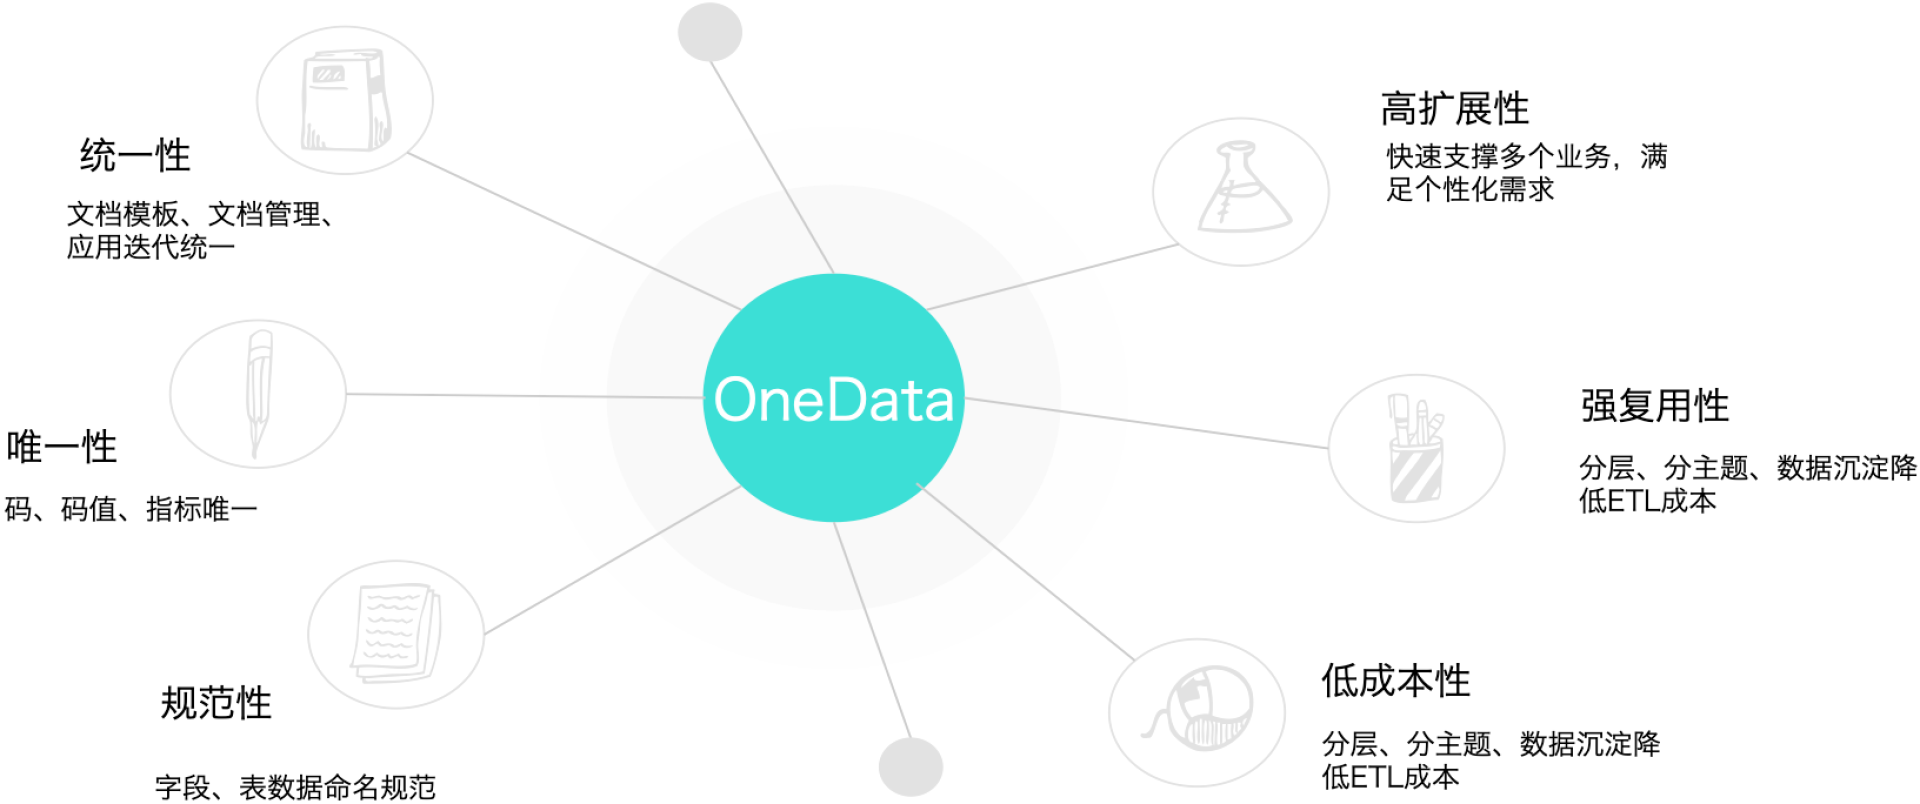 统一性
文档模板、文档管理、
应用迭代统一
唯一性
码、码值、指标唯一
规范性
字段、表数据命名规范
OneData
高扩展性
快速支撑多个业务，满
足个性化需求
强复用性
分层、分主题、数据沉淀降
低ETL成本
低成本性
分层、分主题、数据沉淀降
低ETL成本